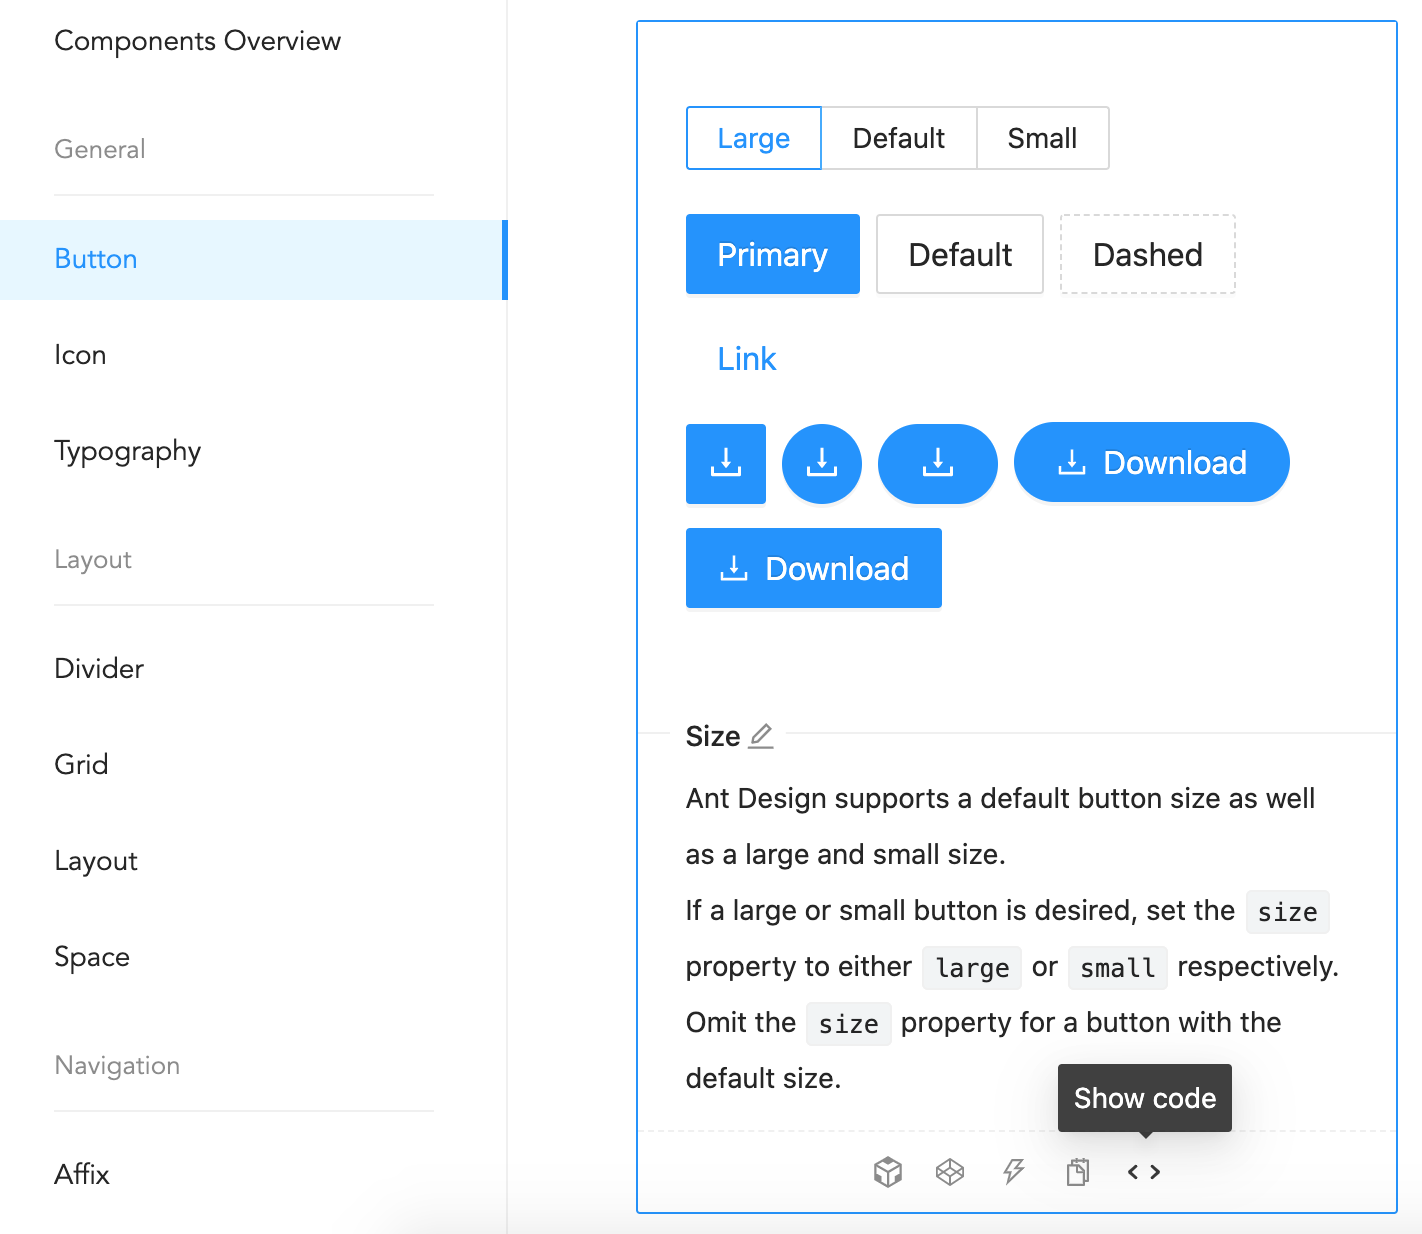 Components Overview
General
Button
Icon
Typography
Layout
Divider
Grid
Layout
Space
Navigation
Affix
Large Default Small
Primary Default Dashed
Link
Download
Download
Size
Ant Design supports a default button size as well
as a large and small size.
If a large or small button is desired, set the size
property to either large or small respectively.
Omit the size property for a button with the
default size.
Show code